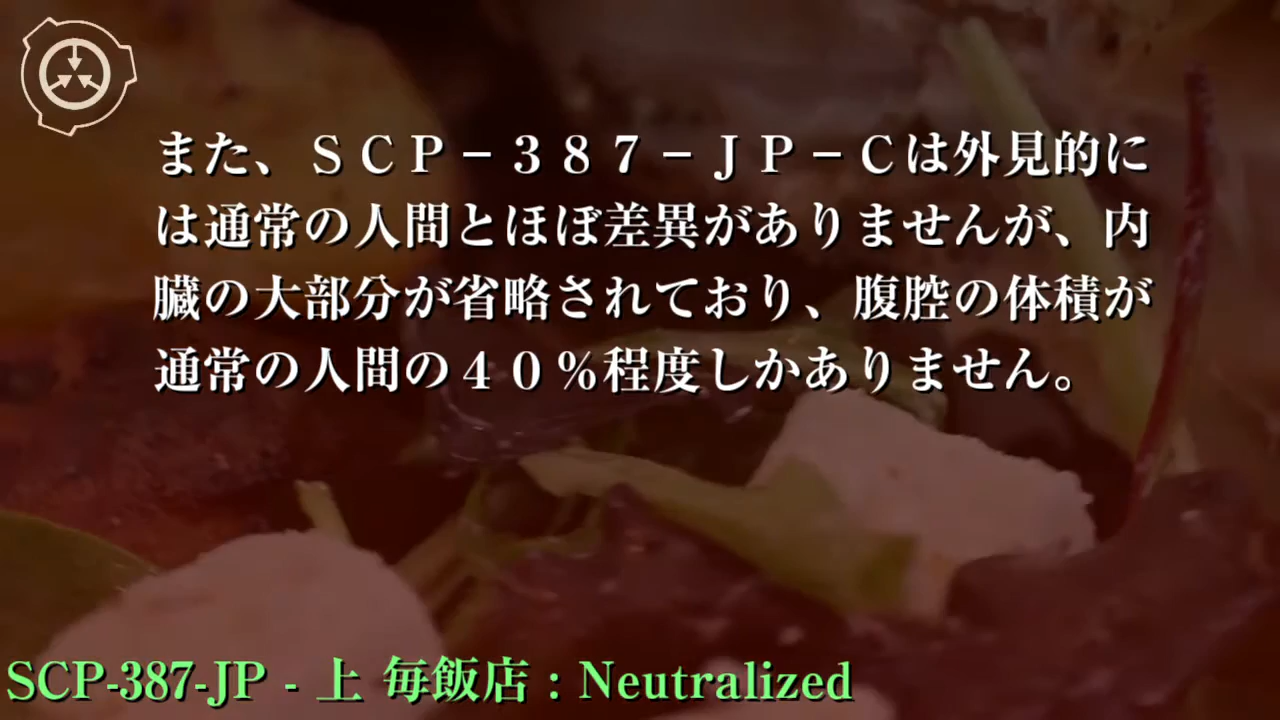 また、ＳＣＰ－３８７－ＪＰ－Ｃは外見的に
は通常の人間とほぼ差異がありませんが、内
臓の大部分が省略されており、腹腔の体積が
通常の人間の４０％程度しかありません。
SCP-387-JP - 上 毎飯店：Neutralized